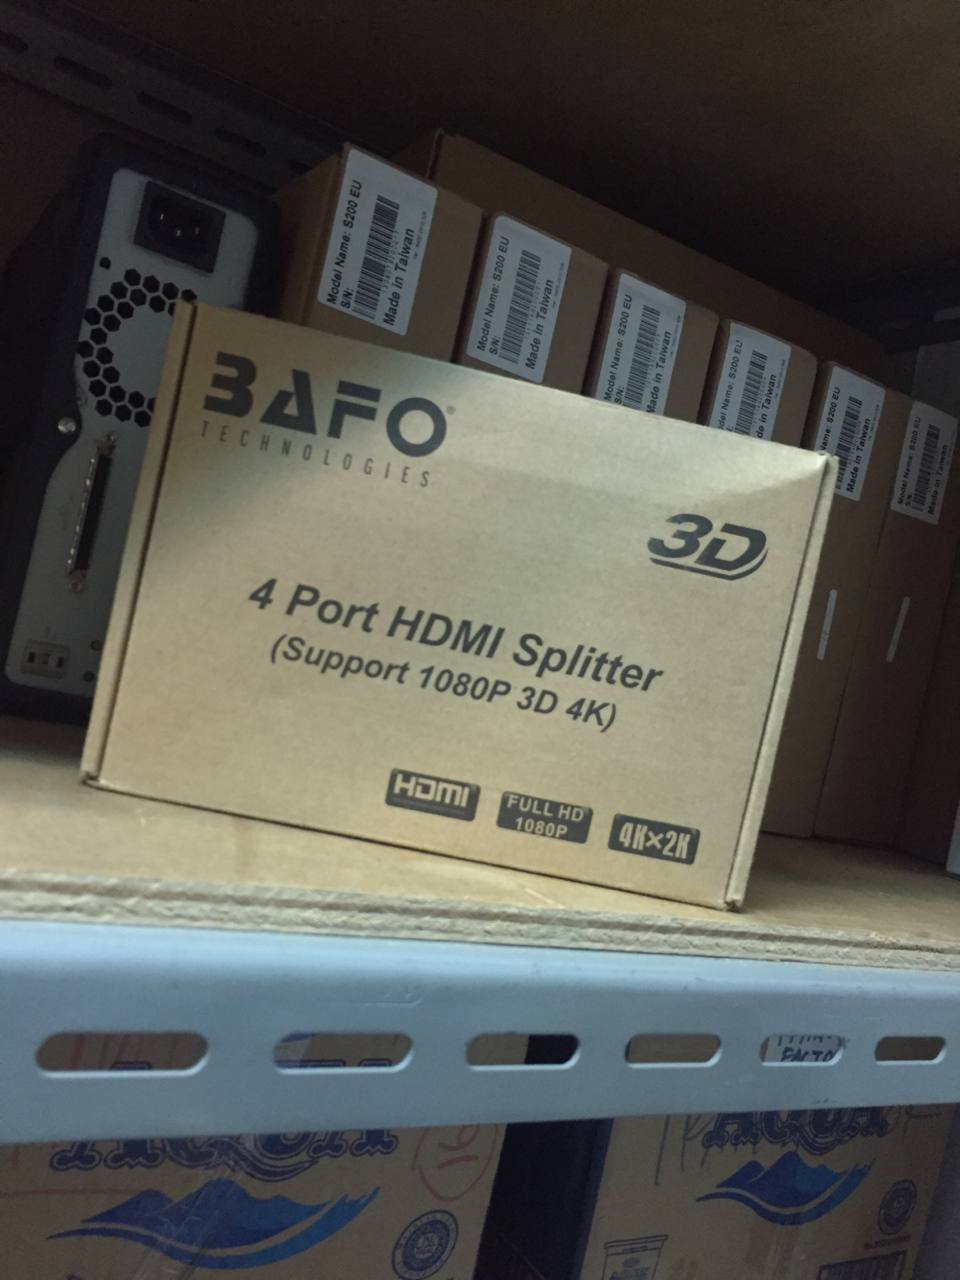 Model Name: S200 EU
S/N:
Made in Taiwan
Model Name: S200 EU
S/N:
Made in Taiwan
Model Name: S200 EU
S/N:
Made in Taiwan
Model Name: S200 EU
S/N:
Made in Taiwan
Name: S200 EU
Made in Taiwan
Model Name: S200 EU
S/N:
Made in Taiwan
BAFO®
TECHNOLOGIES
3D
4 Port HDMI Splitter
(Support 1080P 3D 4K)
HDMI
FULL HD
1080P
4K×2K
AQUA
16
AQUA